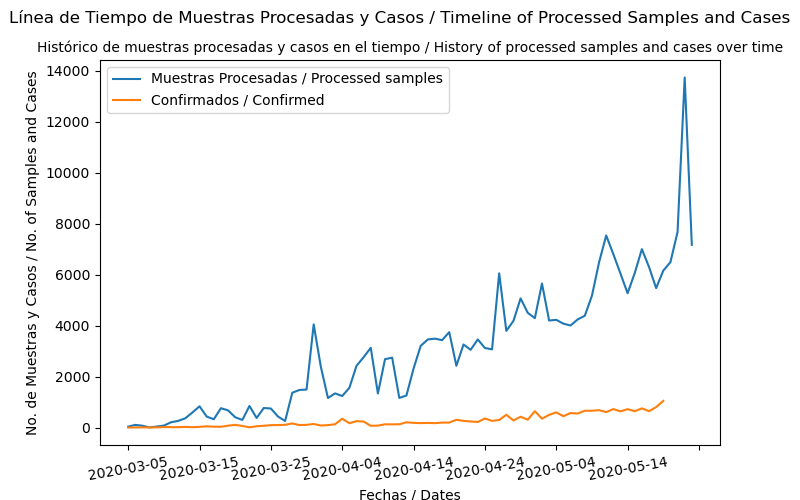 Línea de Tiempo de Muestras Procesadas y Casos / Timeline of Processed Samples and Cases
Histórico de muestras procesadas y casos en el tiempo / History of processed samples and cases over time
Muestras Procesadas / Processed samples
Confirmados / Confirmed
No. de Muestras y Casos / No. of Samples and Cases
14000
12000
10000
8000
6000
4000
2000
0
2020-03-05 2020-03-15 2020-03-25 2020-04-04 2020-04-14 2020-04-24 2020-05-04 2020-05-14
Fechas / Dates